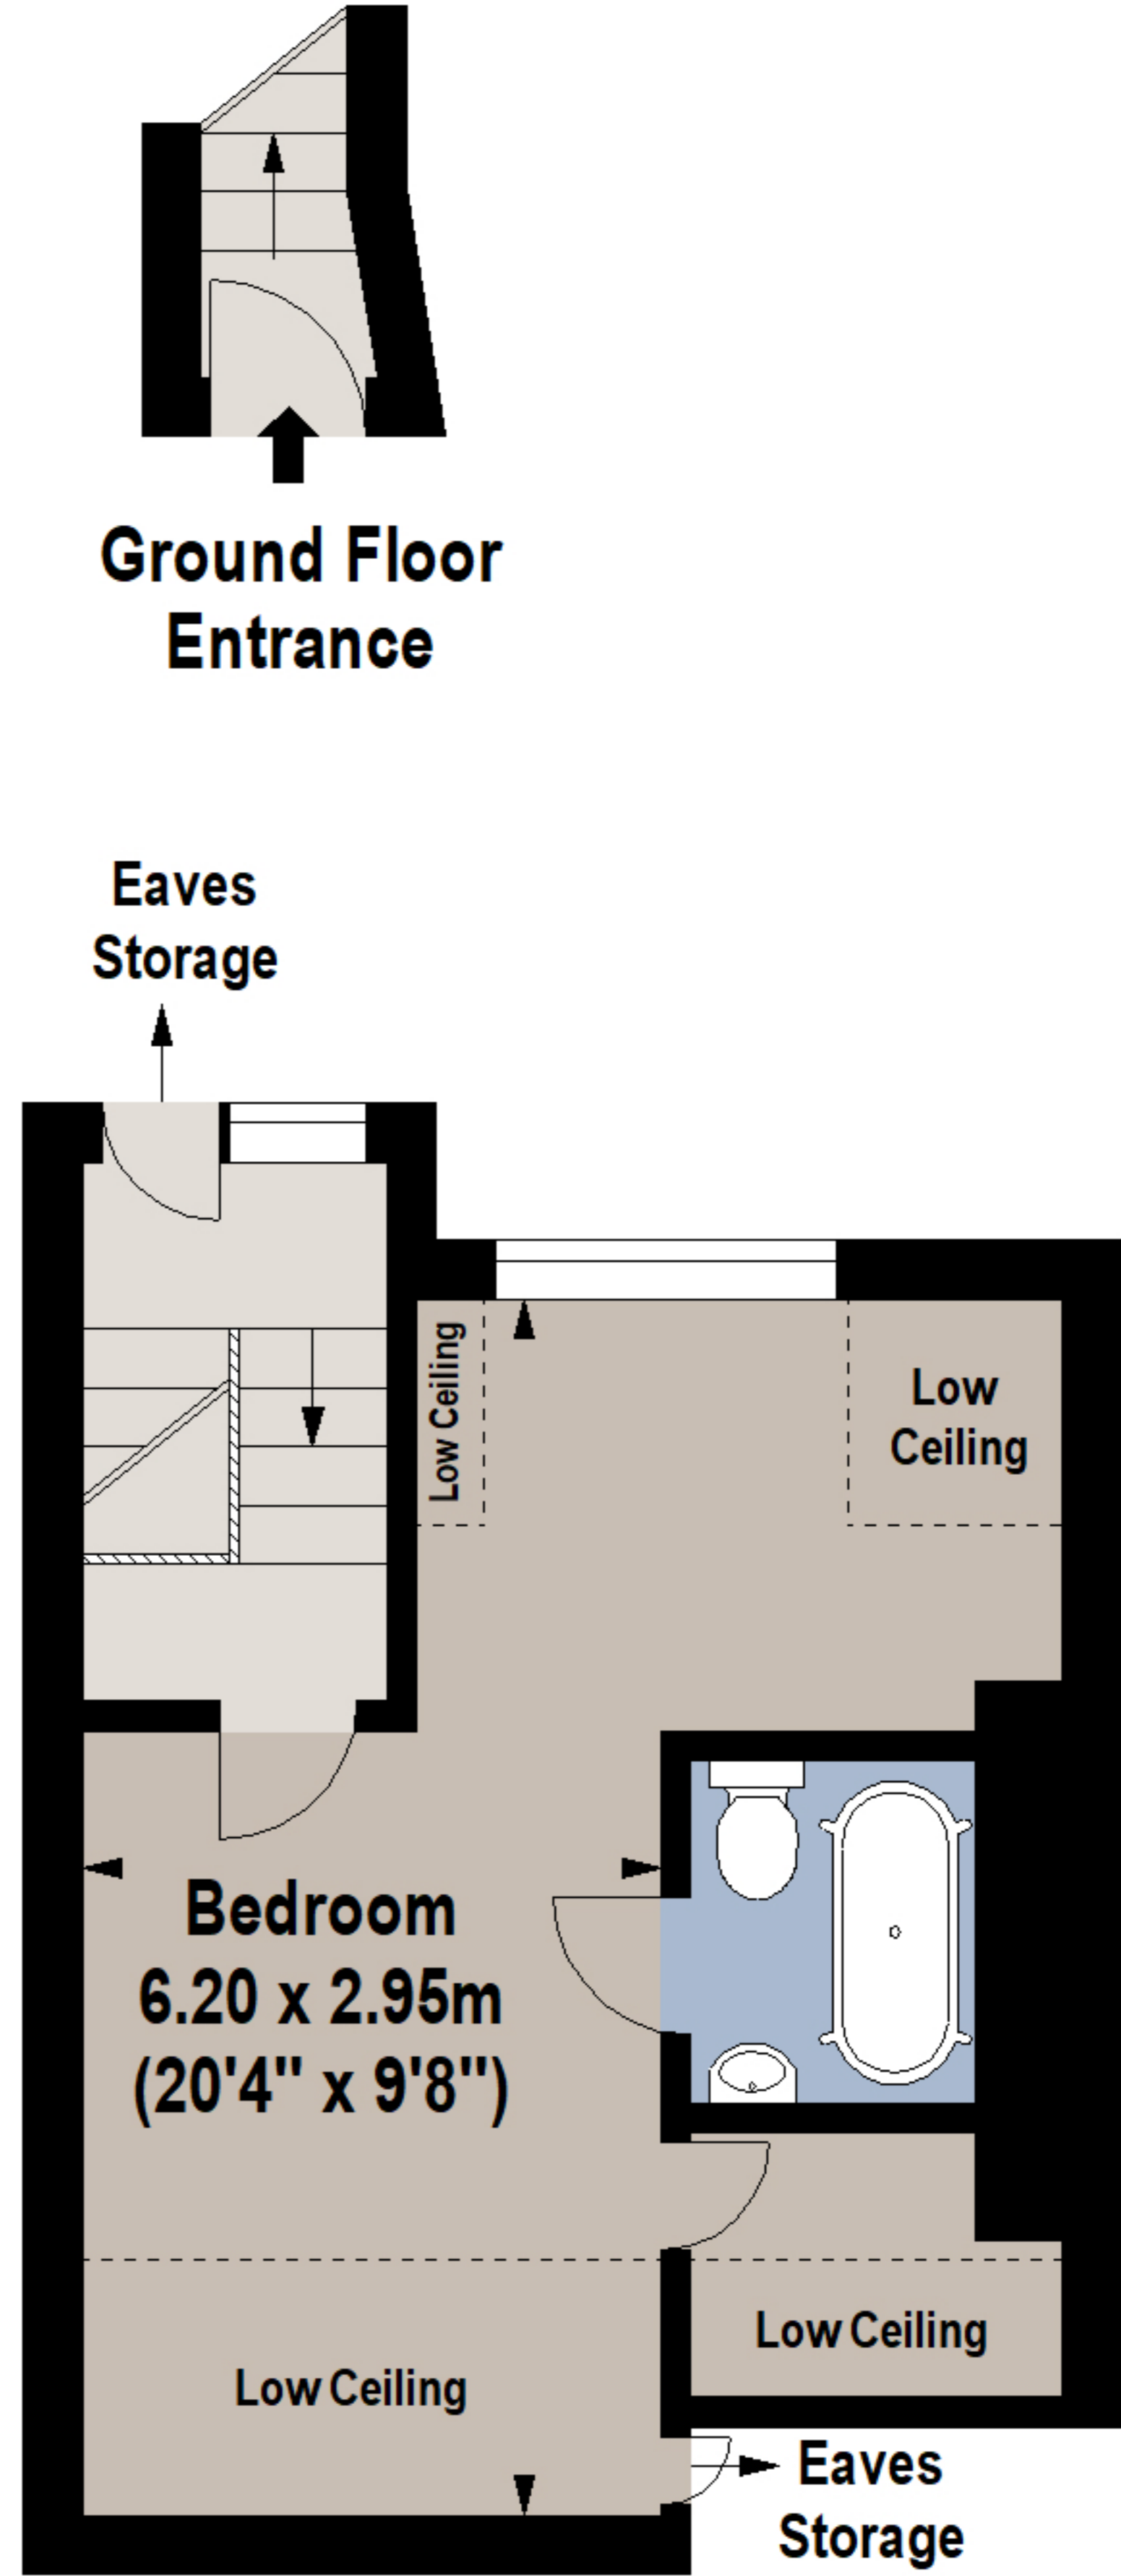 Ground Floor
Entrance
Eaves
Storage
Low Ceiling
Low
Ceiling
Bedroom
6.20 x 2.95m
(20'4" x 9'8")
Low Ceiling
Low Ceiling
Eaves
Storage